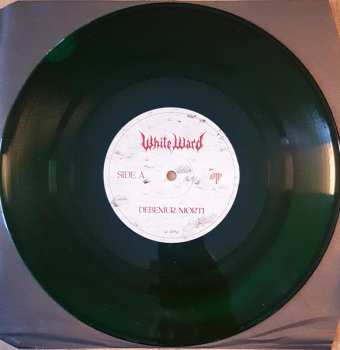 White Ward
SIDE A
DEBEMUR MORTI